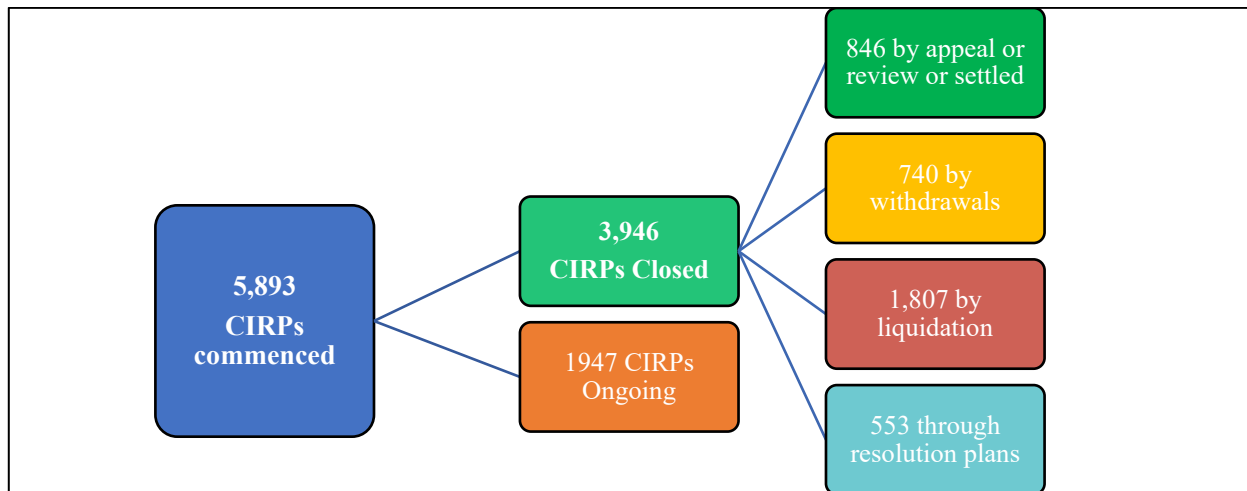 5,893
CIRPs
commenced
3,946
CIRPs Closed
1947 CIRPs
Ongoing
846 by appeal or
review or settled
740 by
withdrawals
1,807 by
liquidation
553 through
resolution plans